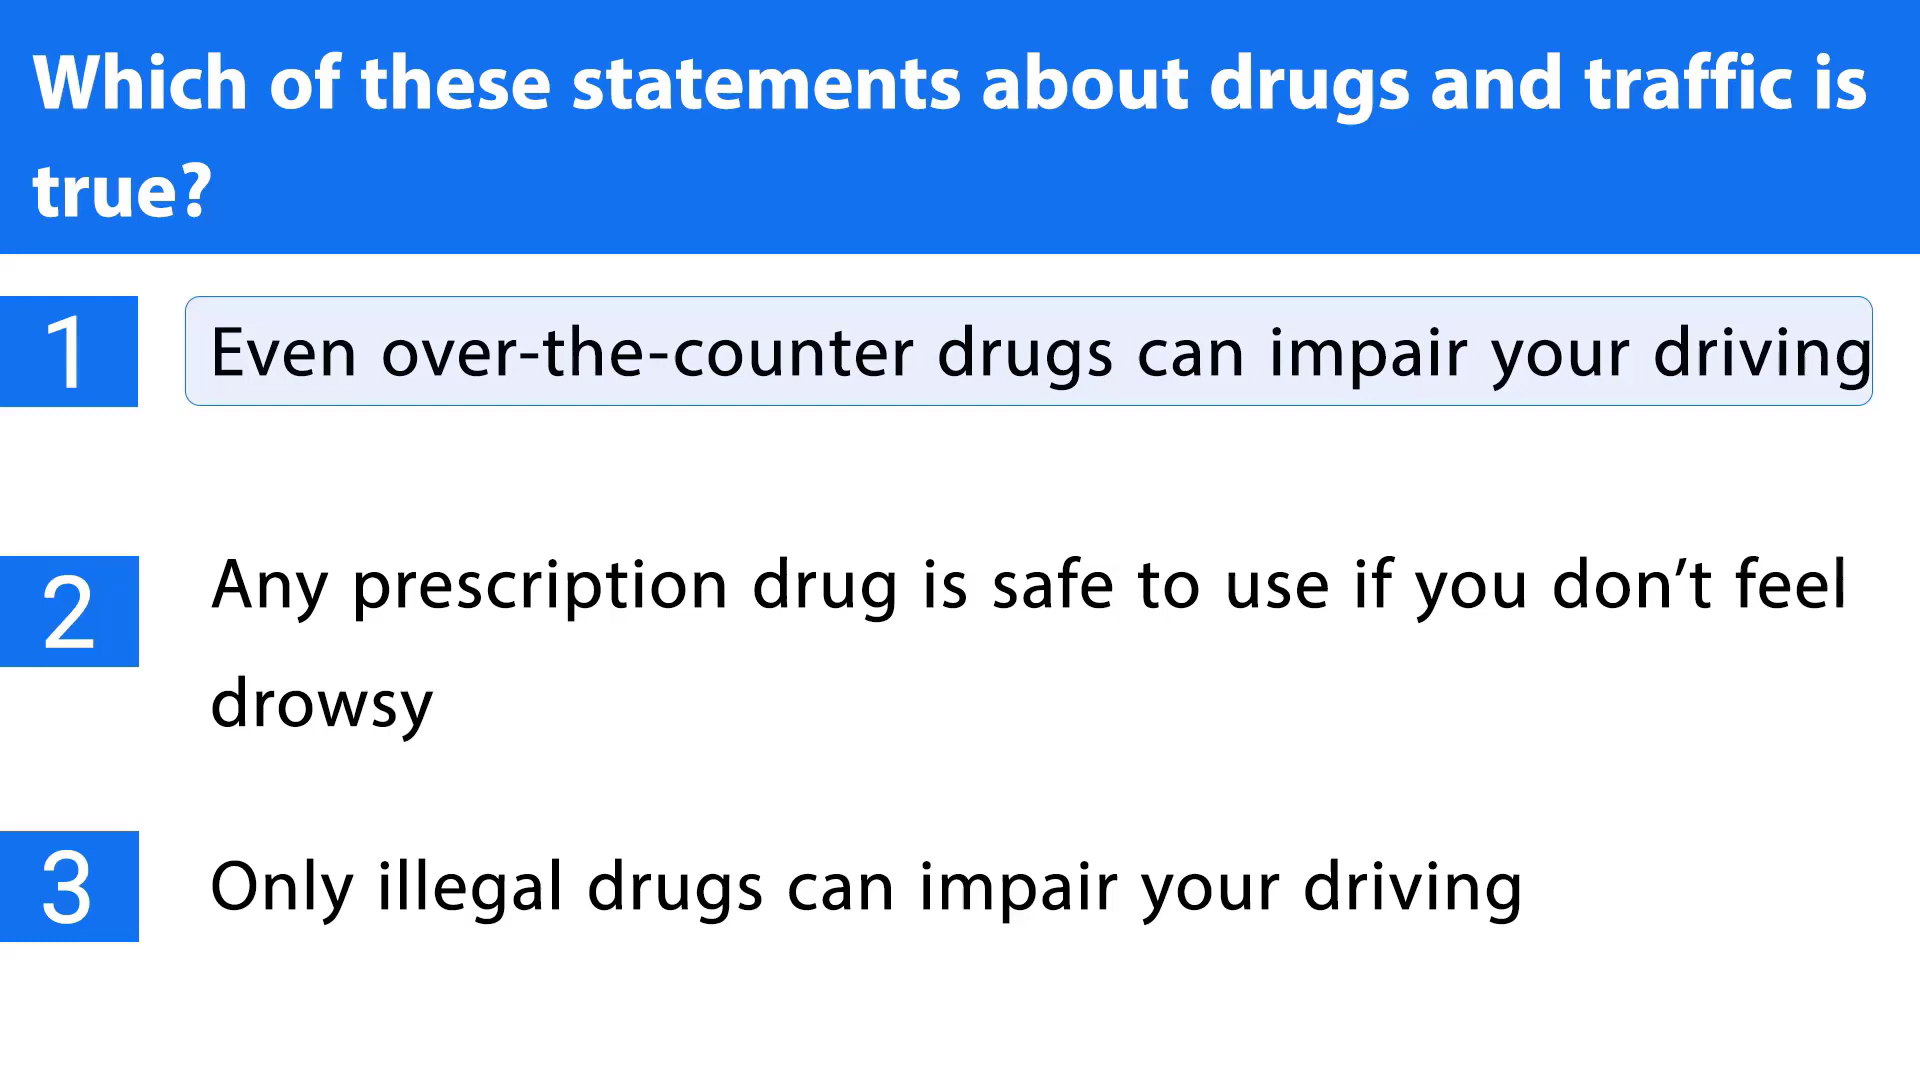 Which of these statements about drugs and traffic is
true?
1
Even over-the-counter drugs can impair your driving
2
Any prescription drug is safe to use if you don’t feel
drowsy
3
Only illegal drugs can impair your driving